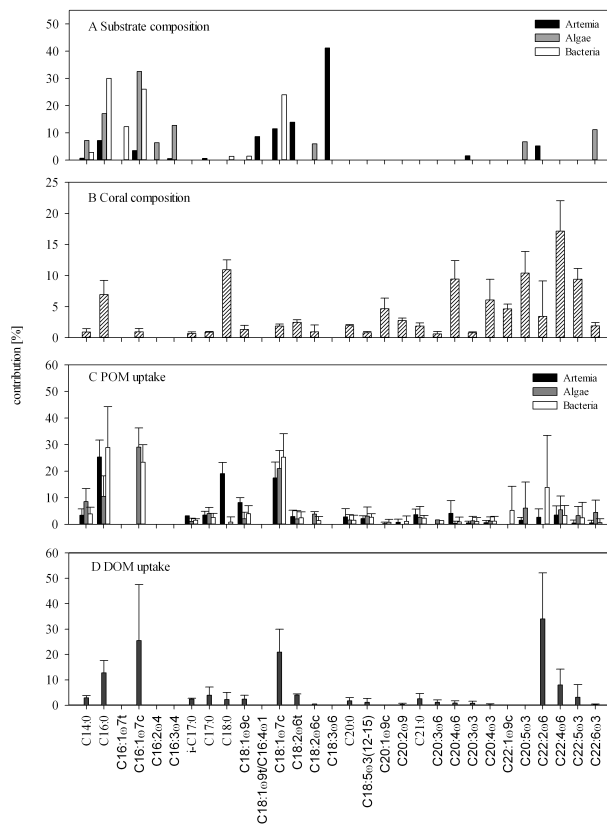 A Substrate composition
Artemia
Algae
Bacteria
50
40
30
20
10
0
B Coral composition
25
20
15
10
5
0
contribution [%]
C POM uptake
Artemia
Algae
Bacteria
60
50
40
30
20
10
0
D DOM uptake
60
50
40
30
20
10
0
C14:0
C16:0
C16:1ω7t
C16:1ω7c
C16:2ω4
C16:3ω4
i-C17:0
C17:0
C18:0
C18:1ω9c
C18:1ω9t/C16:4ω1
C18:1ω7c
C18:2ω6t
C18:2ω6c
C18:3ω6
C20:0
C18:5ω3(12-15)
C20:1ω9c
C20:2ω9
C21:0
C20:3ω6
C20:4ω6
C20:3ω3
C20:4ω3
C22:1ω9c
C20:5ω3
C22:2ω6
C22:4ω6
C22:5ω3
C22:6ω3